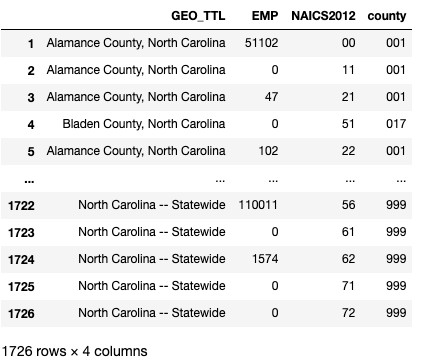 GEO_TTL EMP NAICS2012 county
1 Alamance County, North Carolina 51102 00 001
2 Alamance County, North Carolina 0 11 001
3 Alamance County, North Carolina 47 21 001
4 Bladen County, North Carolina 0 51 017
5 Alamance County, North Carolina 102 22 001
... ... ... ... ...
1722 North Carolina -- Statewide 110011 56 999
1723 North Carolina -- Statewide 0 61 999
1724 North Carolina -- Statewide 1574 62 999
1725 North Carolina -- Statewide 0 71 999
1726 North Carolina -- Statewide 0 72 999
1726 rows × 4 columns